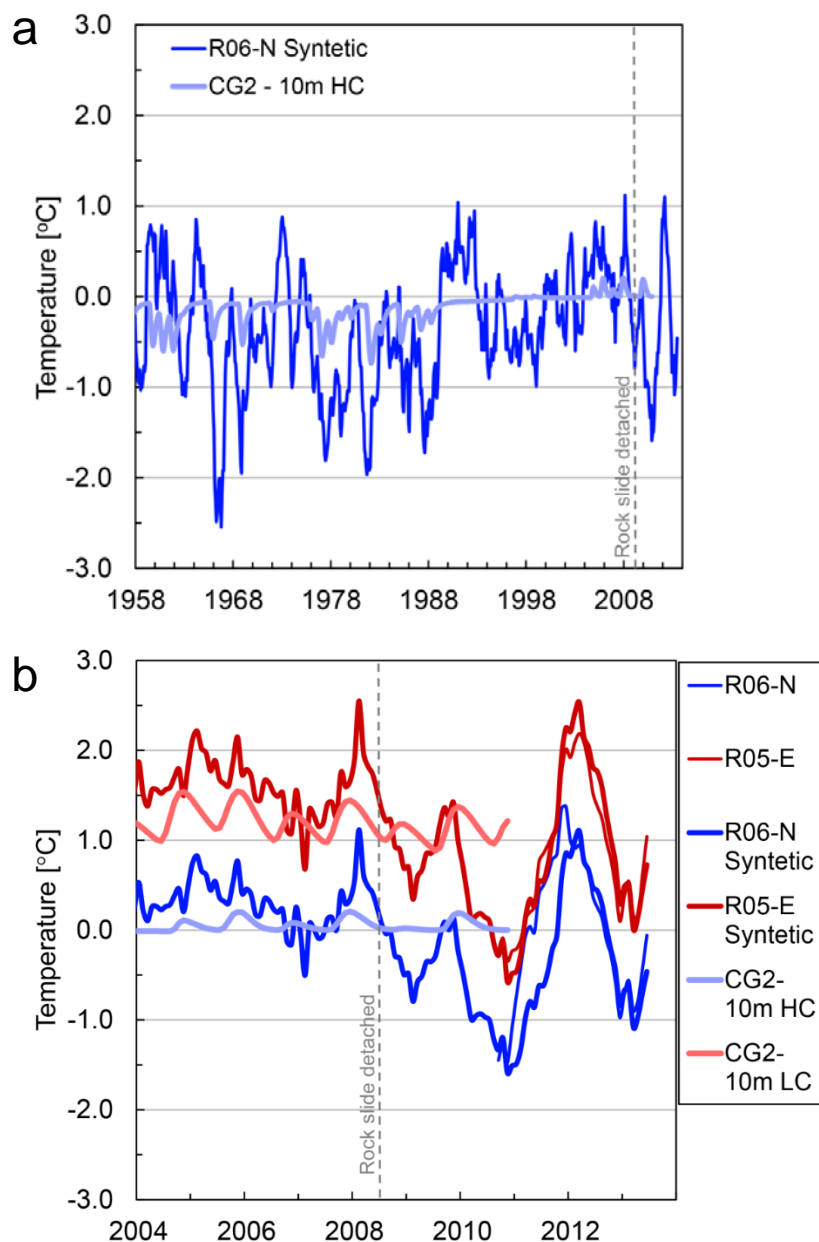 a
3.0
2.0
1.0
0.0
-1.0
-2.0
-3.0
Temperature [ºC]
R06-N Syntetic
CG2 - 10m HC
Rock slide detached
1958 1968 1978 1988 1998 2008
b
3.0
2.0
1.0
0.0
-1.0
-2.0
-3.0
Temperature [°C]
Rock slide detached
2004 2006 2008 2010 2012
R06-N
R05-E
R06-N
Syntetic
R05-E
Syntetic
CG2-
10m HC
CG2-
10m LC